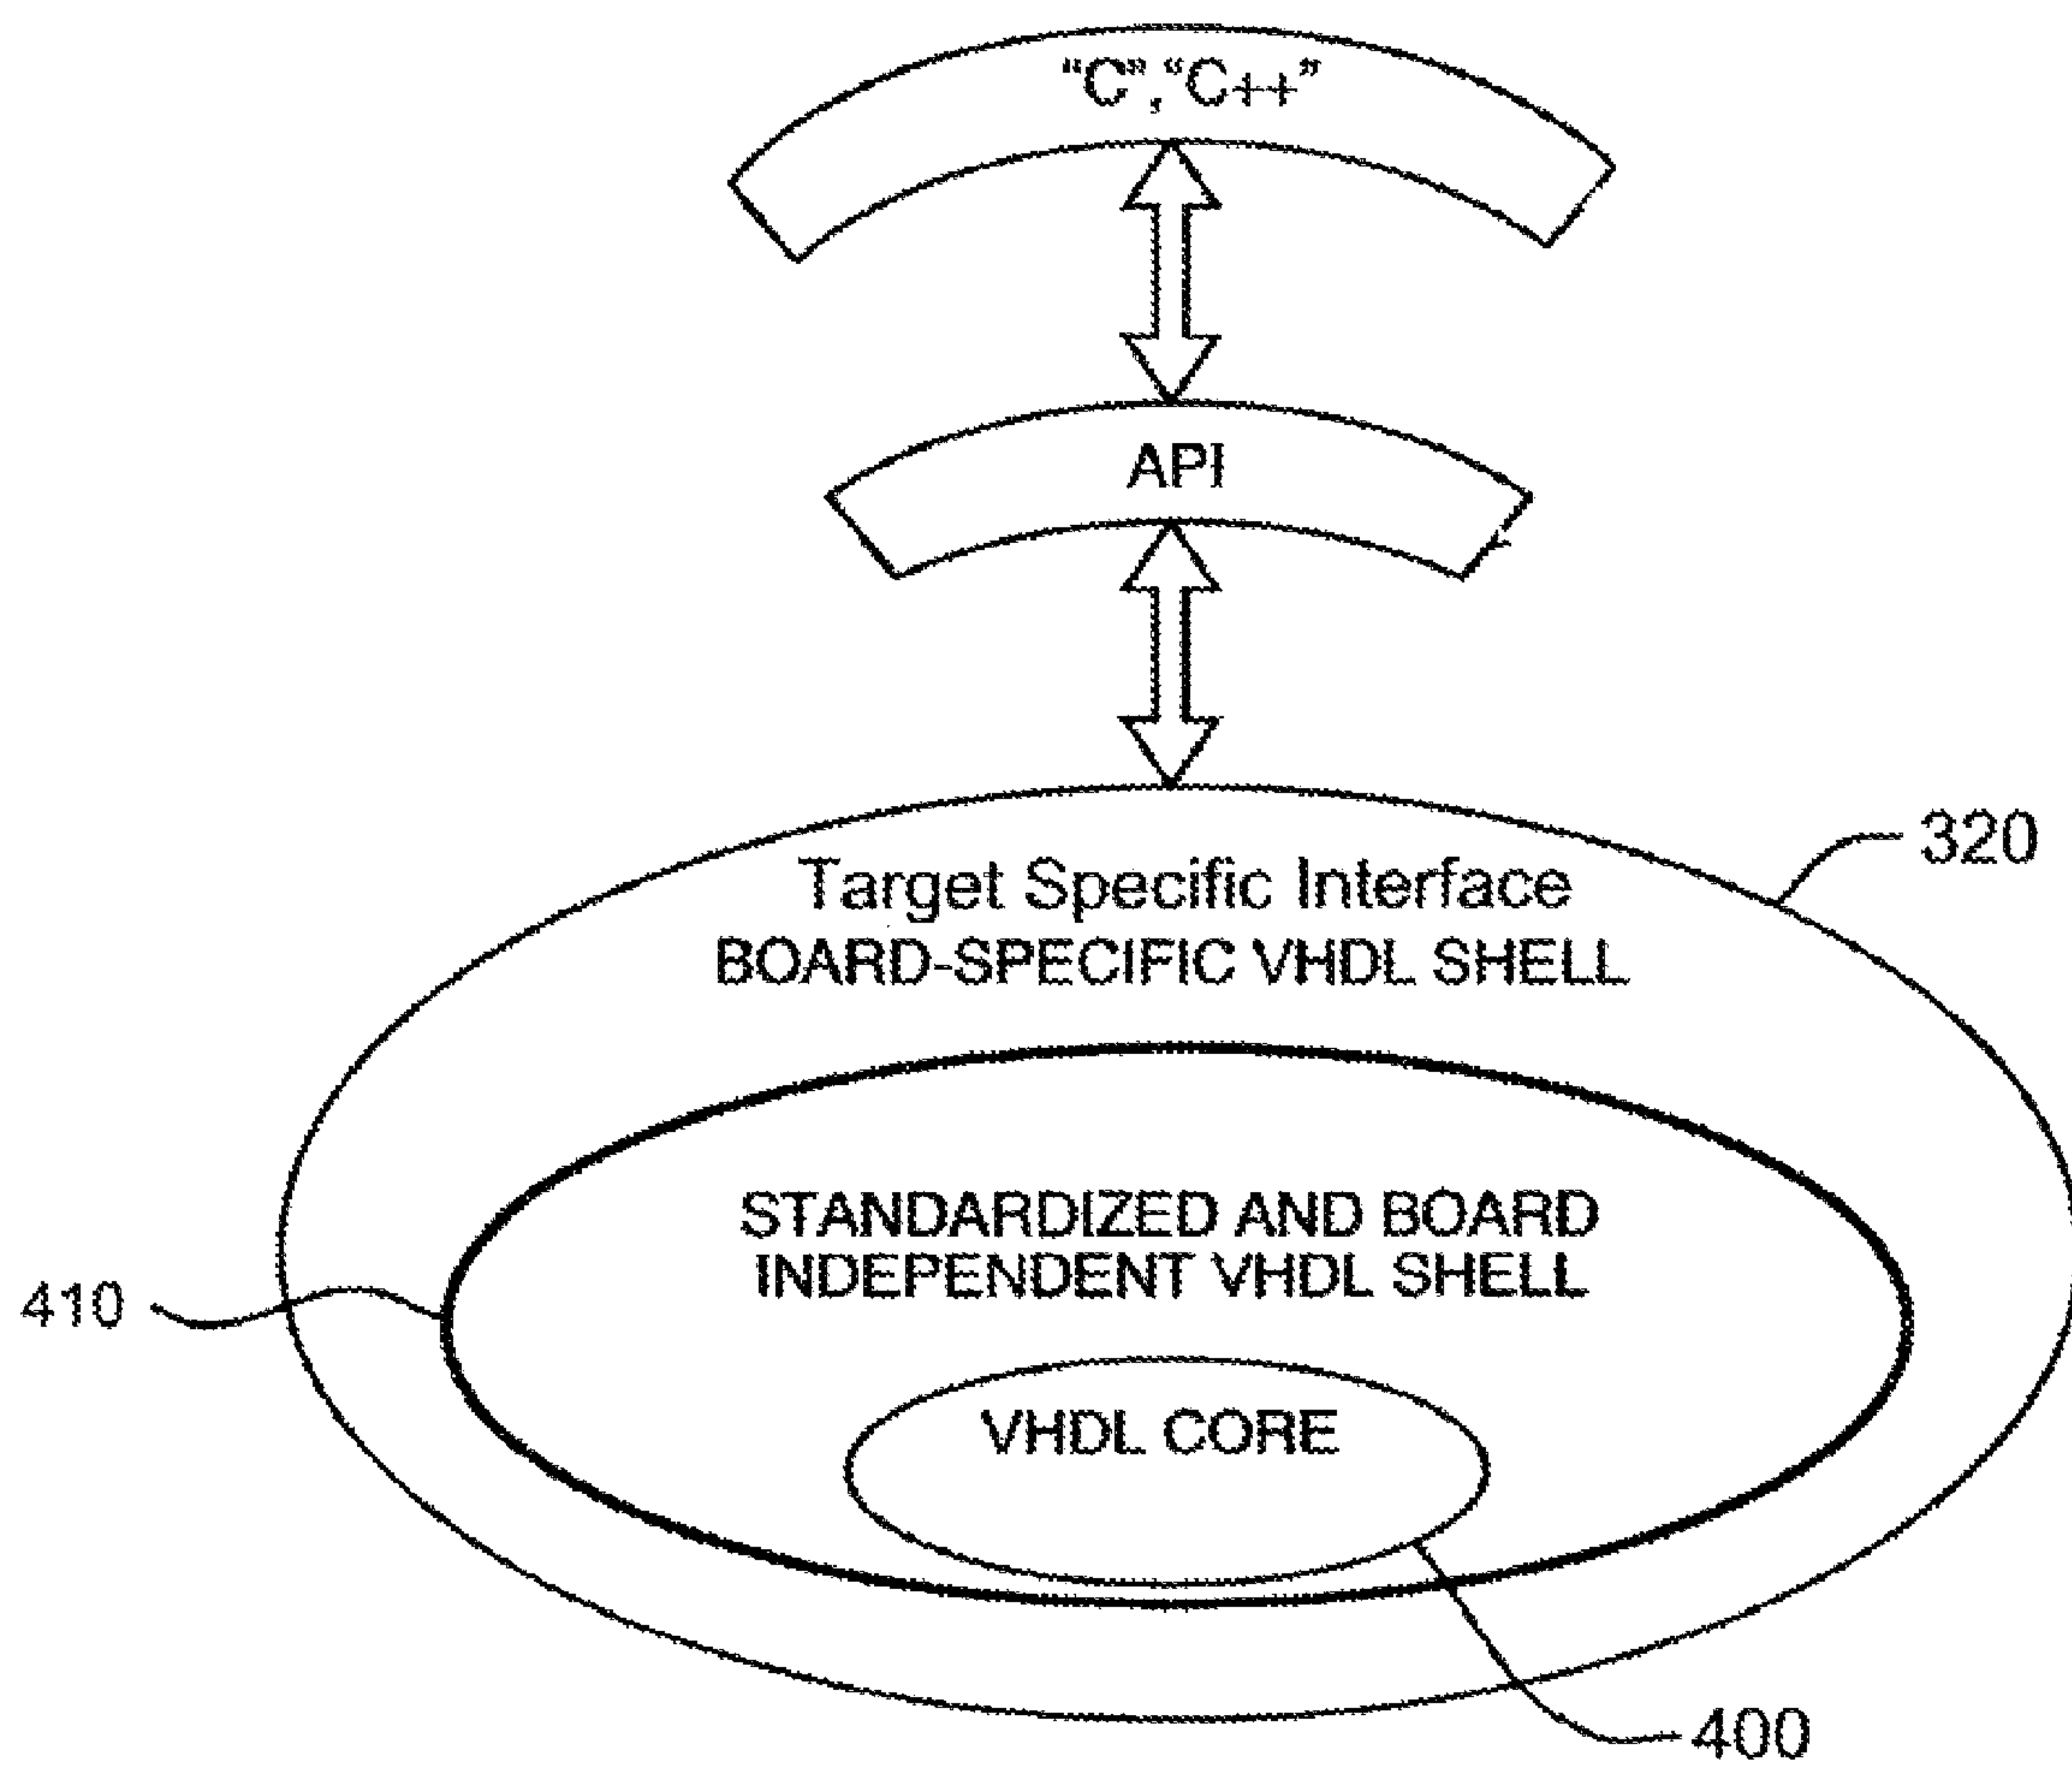 “C”, “C++”
API
320
Target Specific Interface
BOARD-SPECIFIC VHDL SHELL
STANDARDIZED AND BOARD
INDEPENDENT VHDL SHELL
410
VHDL CORE
400